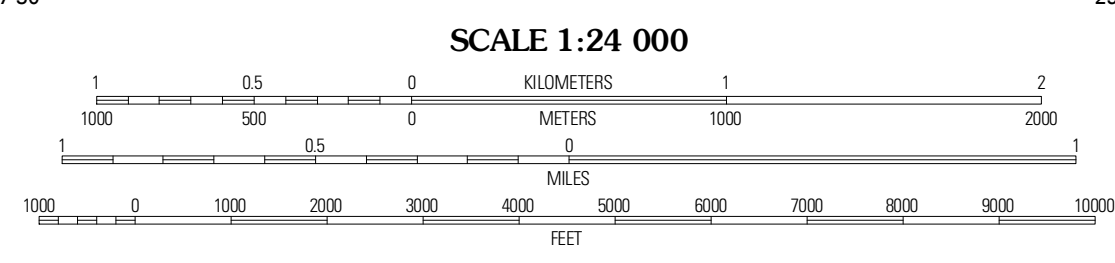 SCALE 1:24 000
1 0.5 0 KILOMETERS 1 2
1000 500 0 METERS 1000 2000
1 0.5 0 1
MILES
1000 0 1000 2000 3000 4000 5000 6000 7000 8000 9000 10000
FEET